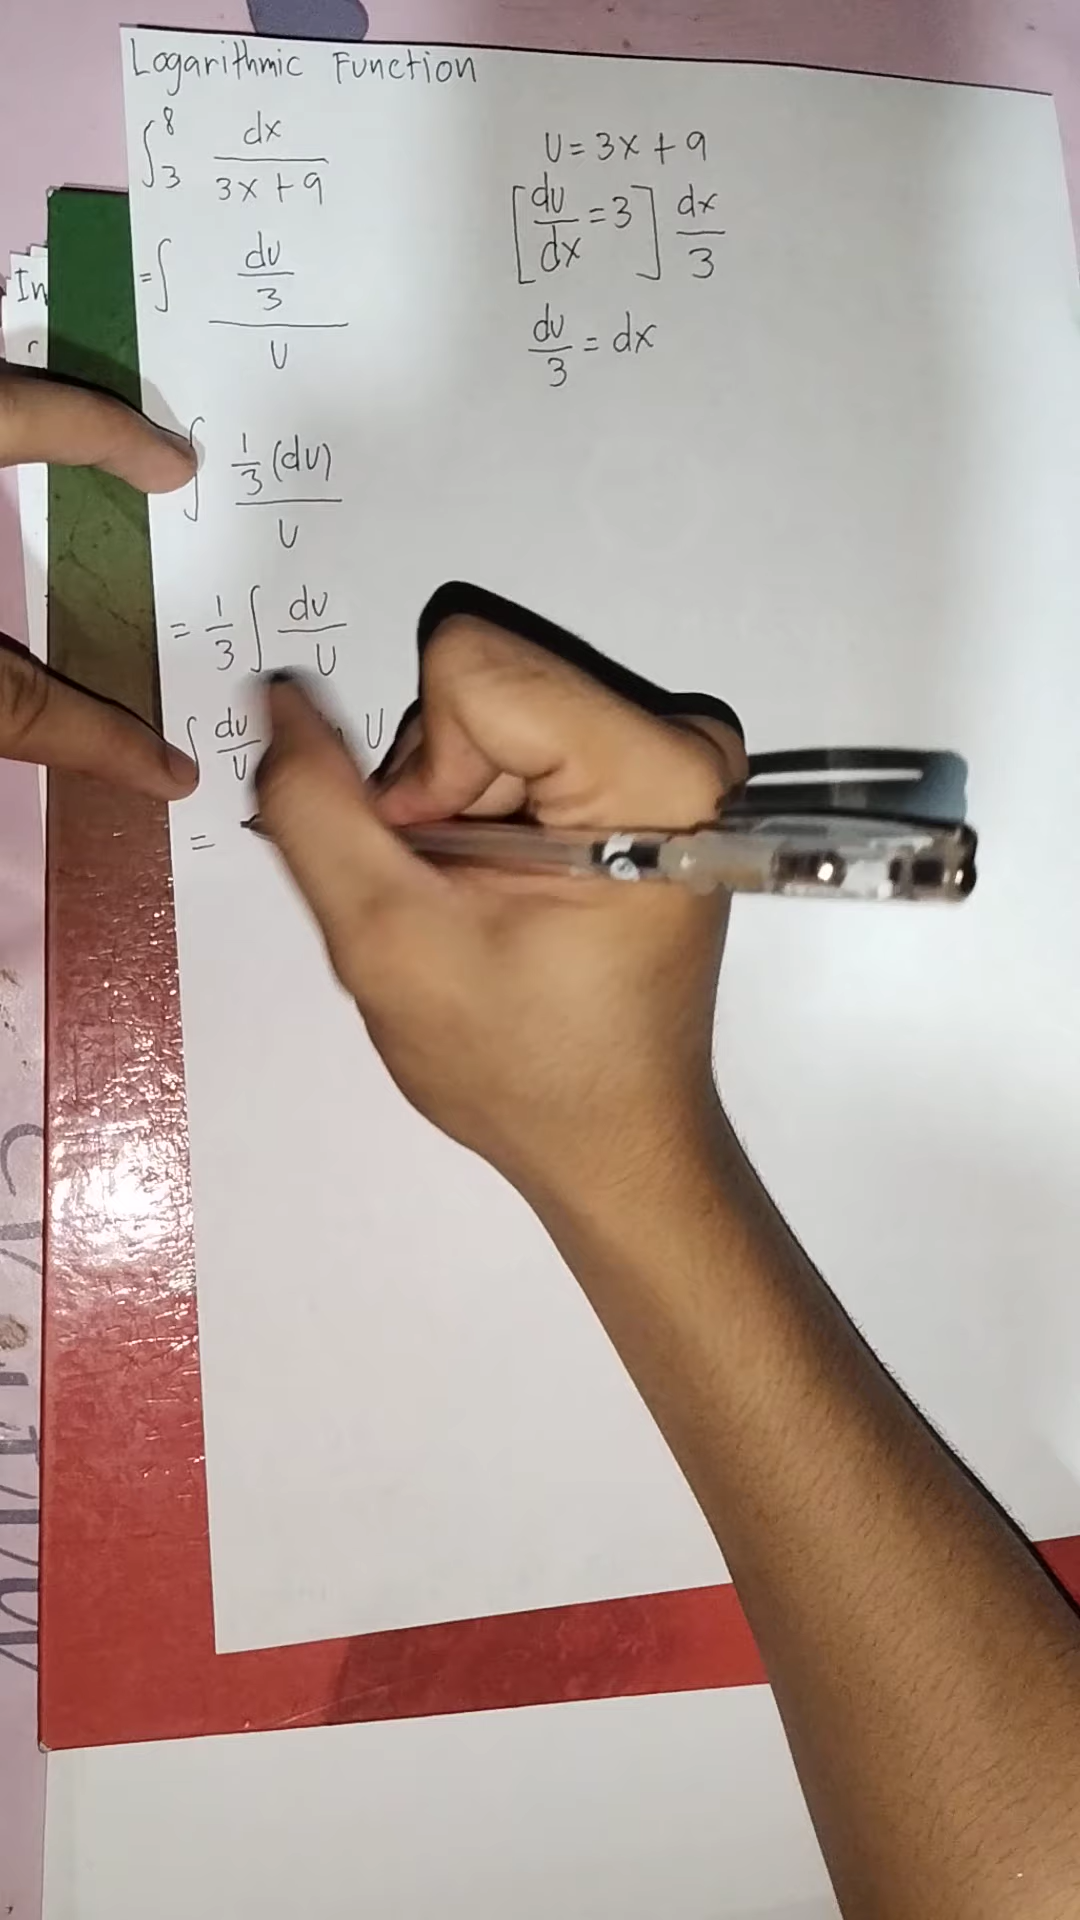 Logarithmic Function
∫₃⁸ dx/(3x+9)
= ∫ (du/3)/u
∫ (1/3 (du))/u
= 1/3 ∫ du/u
∫ du/u u
=
u = 3x + 9
[du/dx = 3] dx/3
du/3 = dx
In
r